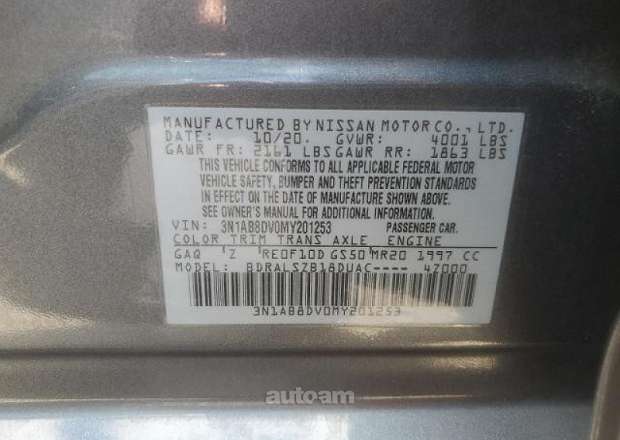 MANUFACTURED BY NISSAN MOTOR CO., LTD.
DATE: 10/20. GVWR: 4001 LBS
GAWR FR: 2161 LBS GAWR RR: 1863 LBS
THIS VEHICLE CONFORMS TO ALL APPLICABLE FEDERAL MOTOR
VEHICLE SAFETY, BUMPER AND THEFT PREVENTION STANDARDS
IN EFFECT ON THE DATE OF MANUFACTURE SHOWN ABOVE.
SEE OWNER'S MANUAL FOR ADDITIONAL INFORMATION.
VIN: 3N1AB8DV0MY201253 PASSENGER CAR.
COLOR TRIM TRANS AXLE ENGINE
GAQ 'Z RE0F10D GS50 MR20 1997 CC
BDRALSZB18DUAC---- 4Z000
3N1AB8DV0MY201253
autoam